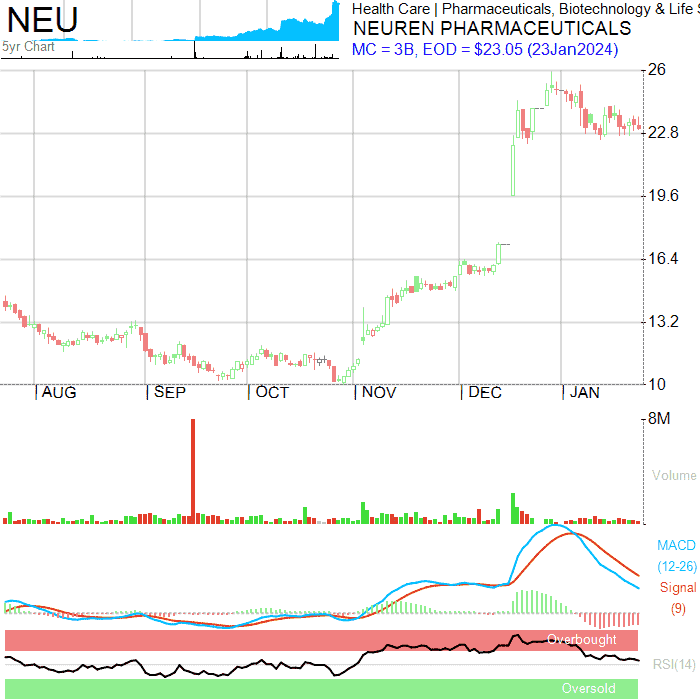 NEU
5yr Chart
Health Care | Pharmaceuticals, Biotechnology & Life S
NEUREN PHARMACEUTICALS
MC = 3B, EOD = $23.05 (23Jan2024)
26
22.8
19.6
16.4
13.2
10
AUG SEP OCT NOV DEC JAN
8M
Volume
MACD
(12-26)
Signal
(9)
Overbought
RSI(14)
Oversold